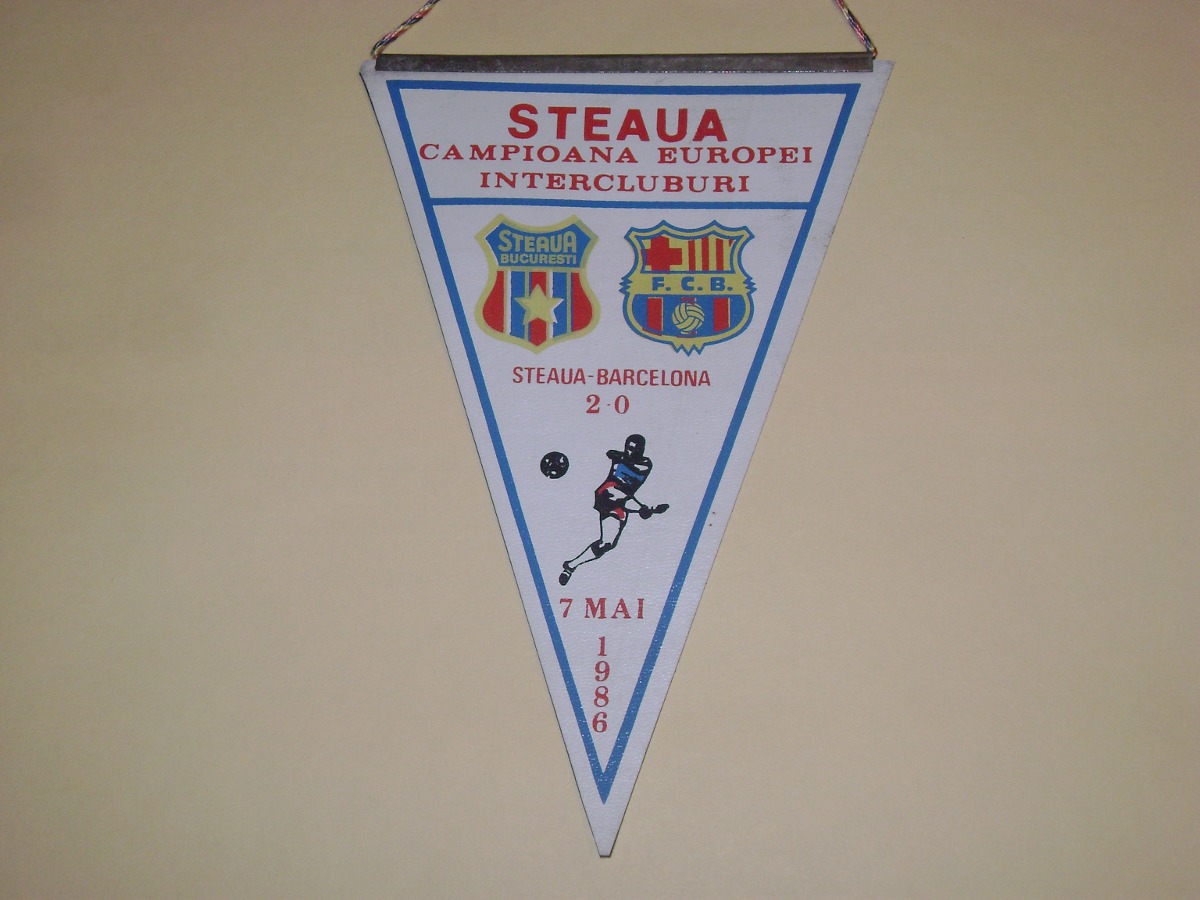 STEAUA
CAMPIOANA EUROPEI
INTERCLUBURI
STEAUA
BUCURESTI
F. C. B.
STEAUA-BARCELONA
2-0
7 MAI
1
9
8
6